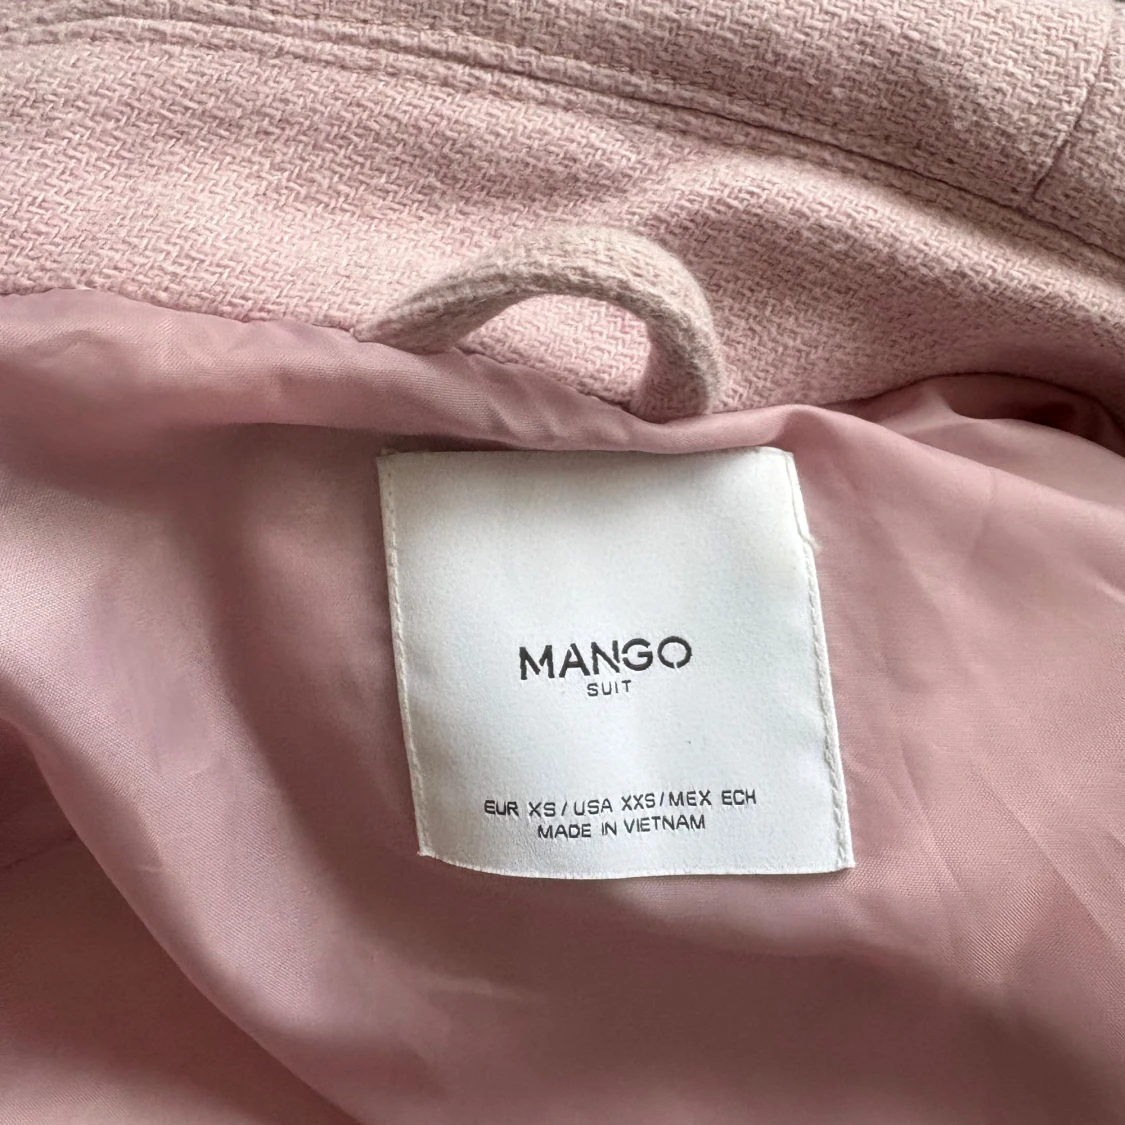 MANGO
SUIT
EUR XS / USA XXS / MEX ECH
MADE IN VIETNAM